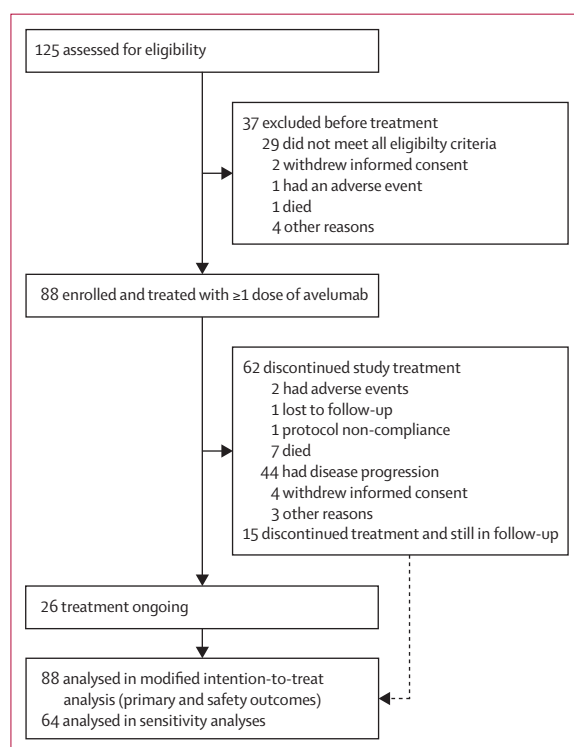 125 assessed for eligibility
37 excluded before treatment
29 did not meet all eligibilty criteria
2 withdrew informed consent
1 had an adverse event
1 died
4 other reasons
88 enrolled and treated with ≥1 dose of avelumab
62 discontinued study treatment
2 had adverse events
1 lost to follow-up
1 protocol non-compliance
7 died
44 had disease progression
4 withdrew informed consent
3 other reasons
15 discontinued treatment and still in follow-up
26 treatment ongoing
88 analysed in modified intention-to-treat
analysis (primary and safety outcomes)
64 analysed in sensitivity analyses